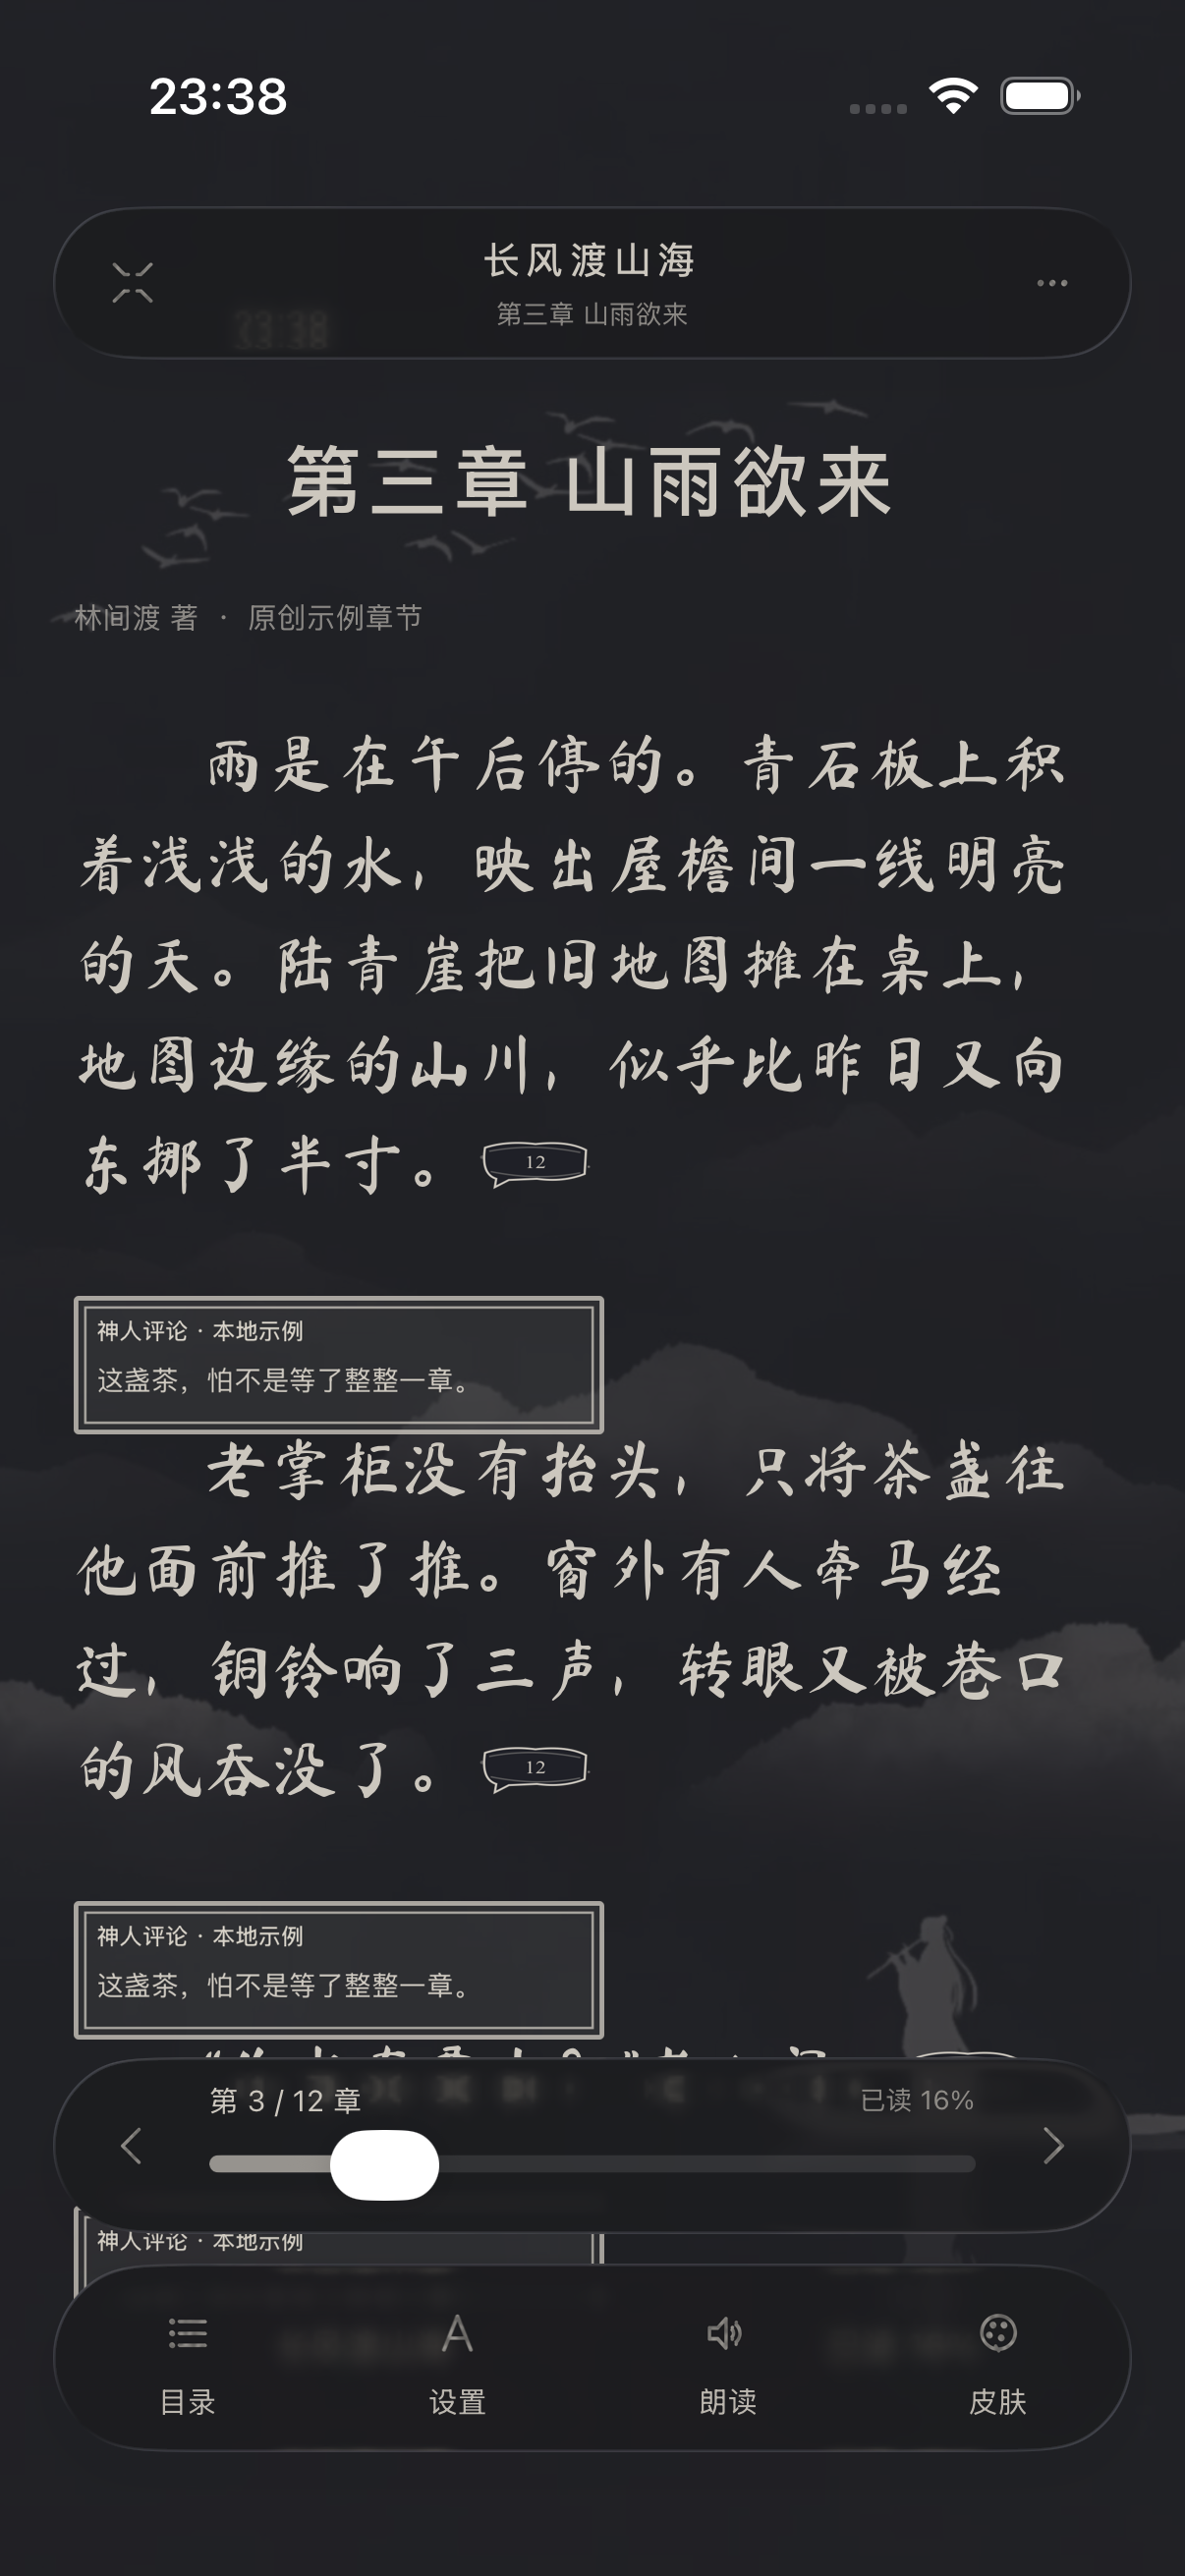 23:38
长风渡山海
第三章 山雨欲来
23:38
第三章 山雨欲来
林间渡 著 · 原创示例章节
雨是在午后停的。青石板上积
着浅浅的水，映出屋檐间一线明亮
的天。陆青崖把旧地图摊在桌上，
地图边缘的山川，似乎比昨日又向
东挪了半寸。 12
神人评论 · 本地示例
这盏茶，怕不是等了整整一章。
老掌柜没有抬头，只将茶盏往
他面前推了推。窗外有人牵马经
过，铜铃响了三声，转眼又被巷口
的风吞没了。 12
神人评论 · 本地示例
这盏茶，怕不是等了整整一章。
第 3 / 12 章
已读 16%
神人评论 · 本地示例
目录
设置
朗读
皮肤